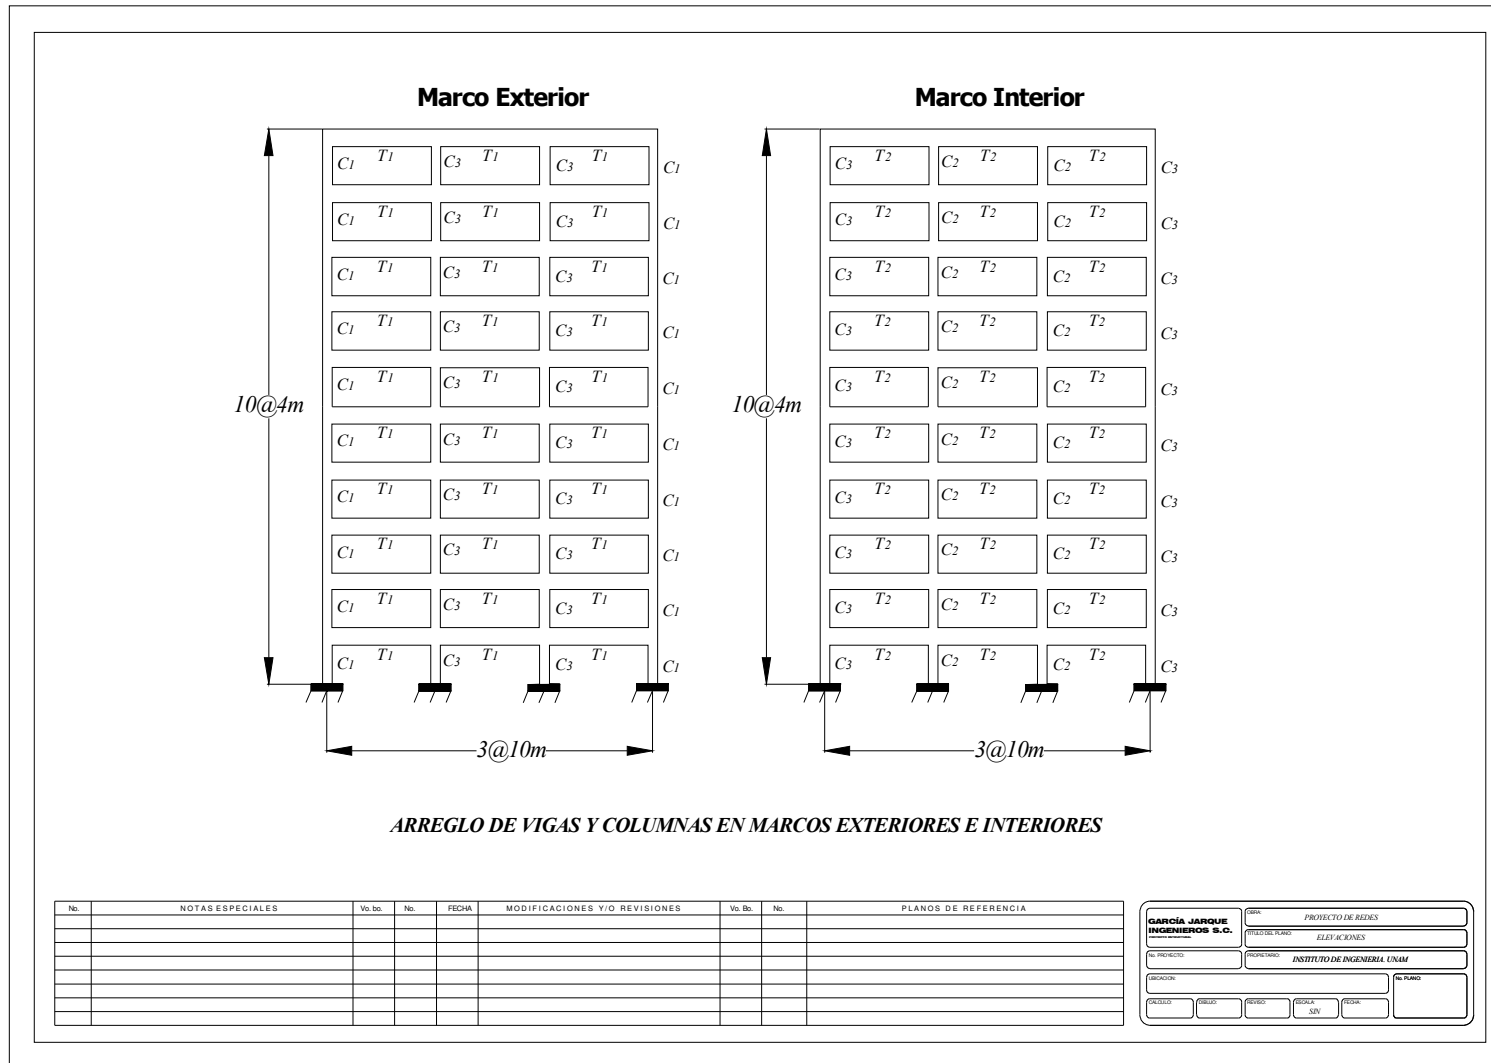 Marco Exterior
Marco Interior
C1 T1 C3 T1 C3 T1 C1
C3 T2 C2 T2 C2 T2 C3
C1 T1 C3 T1 C3 T1 C1
C3 T2 C2 T2 C2 T2 C3
C1 T1 C3 T1 C3 T1 C1
C3 T2 C2 T2 C2 T2 C3
C1 T1 C3 T1 C3 T1 C1
C3 T2 C2 T2 C2 T2 C3
C1 T1 C3 T1 C3 T1 C1
C3 T2 C2 T2 C2 T2 C3
10@4m
10@4m
C1 T1 C3 T1 C3 T1 C1
C3 T2 C2 T2 C2 T2 C3
C1 T1 C3 T1 C3 T1 C1
C3 T2 C2 T2 C2 T2 C3
C1 T1 C3 T1 C3 T1 C1
C3 T2 C2 T2 C2 T2 C3
C1 T1 C3 T1 C3 T1 C1
C3 T2 C2 T2 C2 T2 C3
C1 T1 C3 T1 C3 T1 C1
C3 T2 C2 T2 C2 T2 C3
3@10m
3@10m
ARREGLO DE VIGAS Y COLUMNAS EN MARCOS EXTERIORES E INTERIORES
No. NOTAS ESPECIALES Vo. bo. No. FECHA MODIFICACIONES Y/O REVISIONES Vo. Bo. No. PLANOS DE REFERENCIA
GARCÍA JARQUE
INGENIEROS S.C.
OBRA: PROYECTO DE REDES
TITULO DEL PLANO: ELEVACIONES
No. PROYECTO:
PROPIETARIO: INSTITUTO DE INGENIERIA. UNAM
UBICACION:
No. PLANO:
CALCULO: DIBUJO: REVISO: ESCALA: FECHA:
SIN